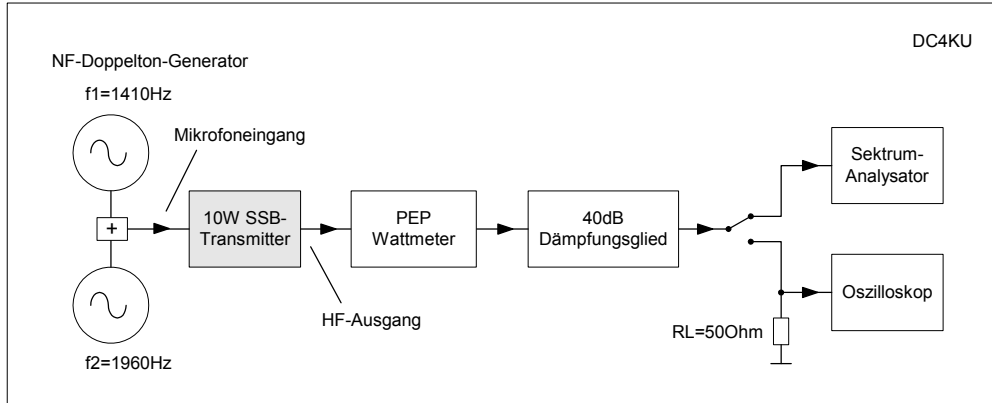 DC4KU
NF-Doppelton-Generator
f1=1410Hz
Mikrofoneingang
+
10W SSB-
Transmitter
PEP
Wattmeter
40dB
Dämpfungsglied
Sektrum-
Analysator
Oszilloskop
HF-Ausgang
RL=50Ohm
f2=1960Hz